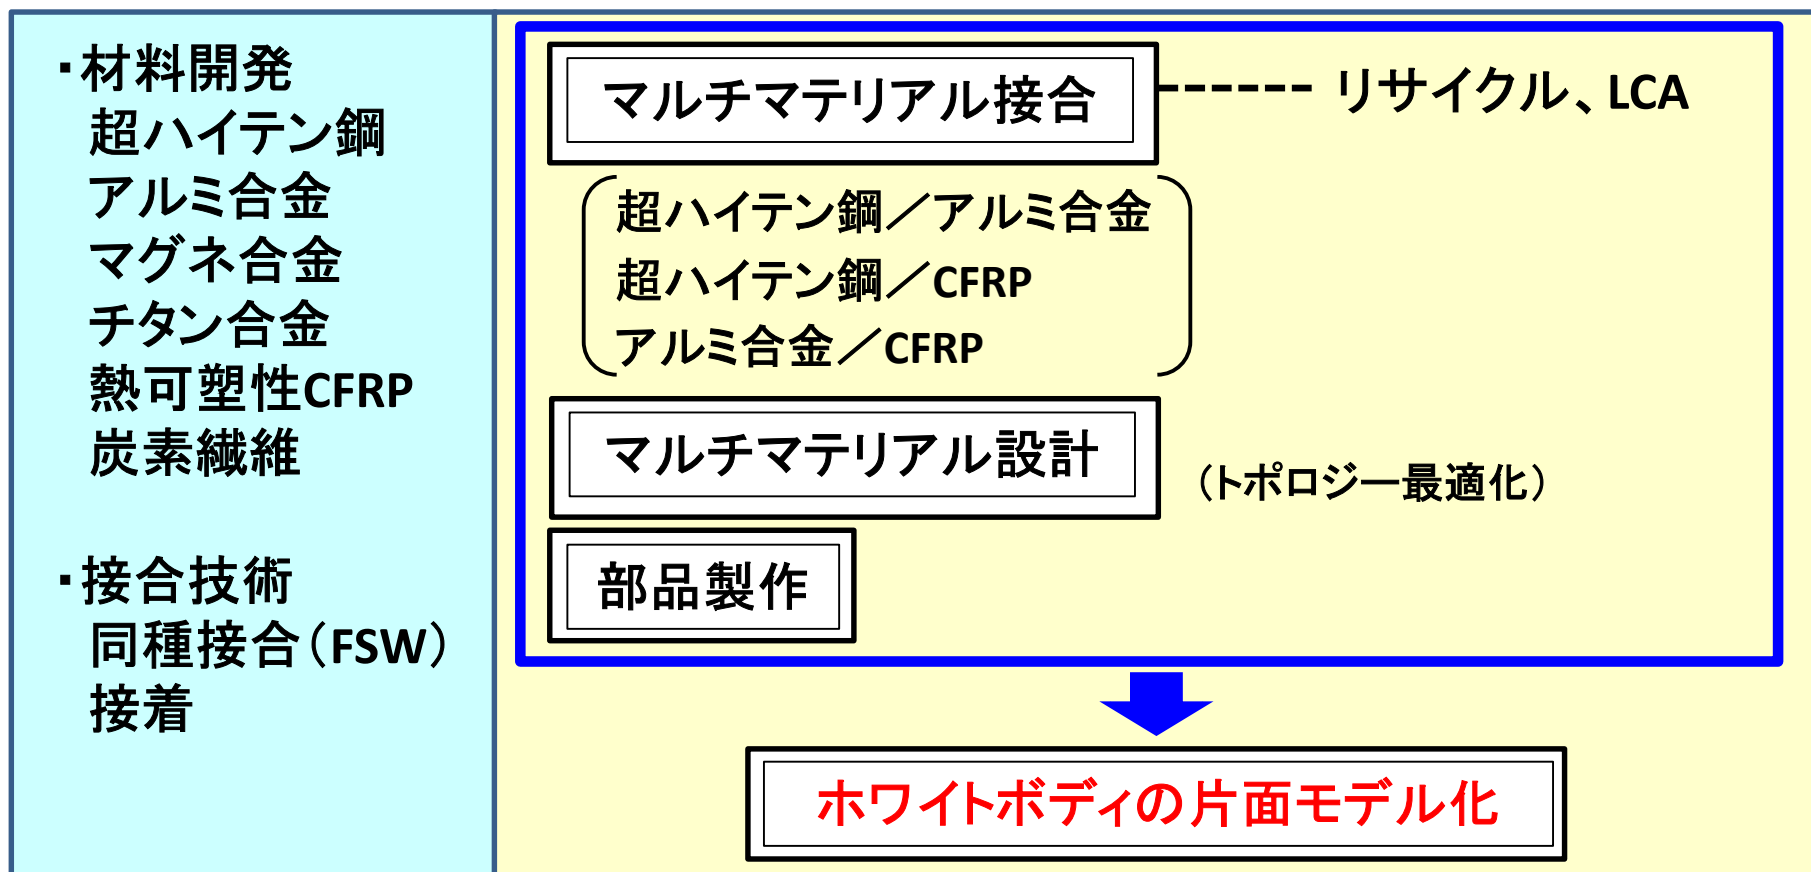 ・材料開発
超ハイテン鋼
アルミ合金
マグネ合金
チタン合金
熱可塑性CFRP
炭素繊維
・接合技術
同種接合(FSW)
接着
マルチマテリアル接合
リサイクル、LCA
超ハイテン鋼／アルミ合金
超ハイテン鋼／CFRP
アルミ合金／CFRP
マルチマテリアル設計
(トポロジー最適化)
部品製作
ホワイトボディの片面モデル化